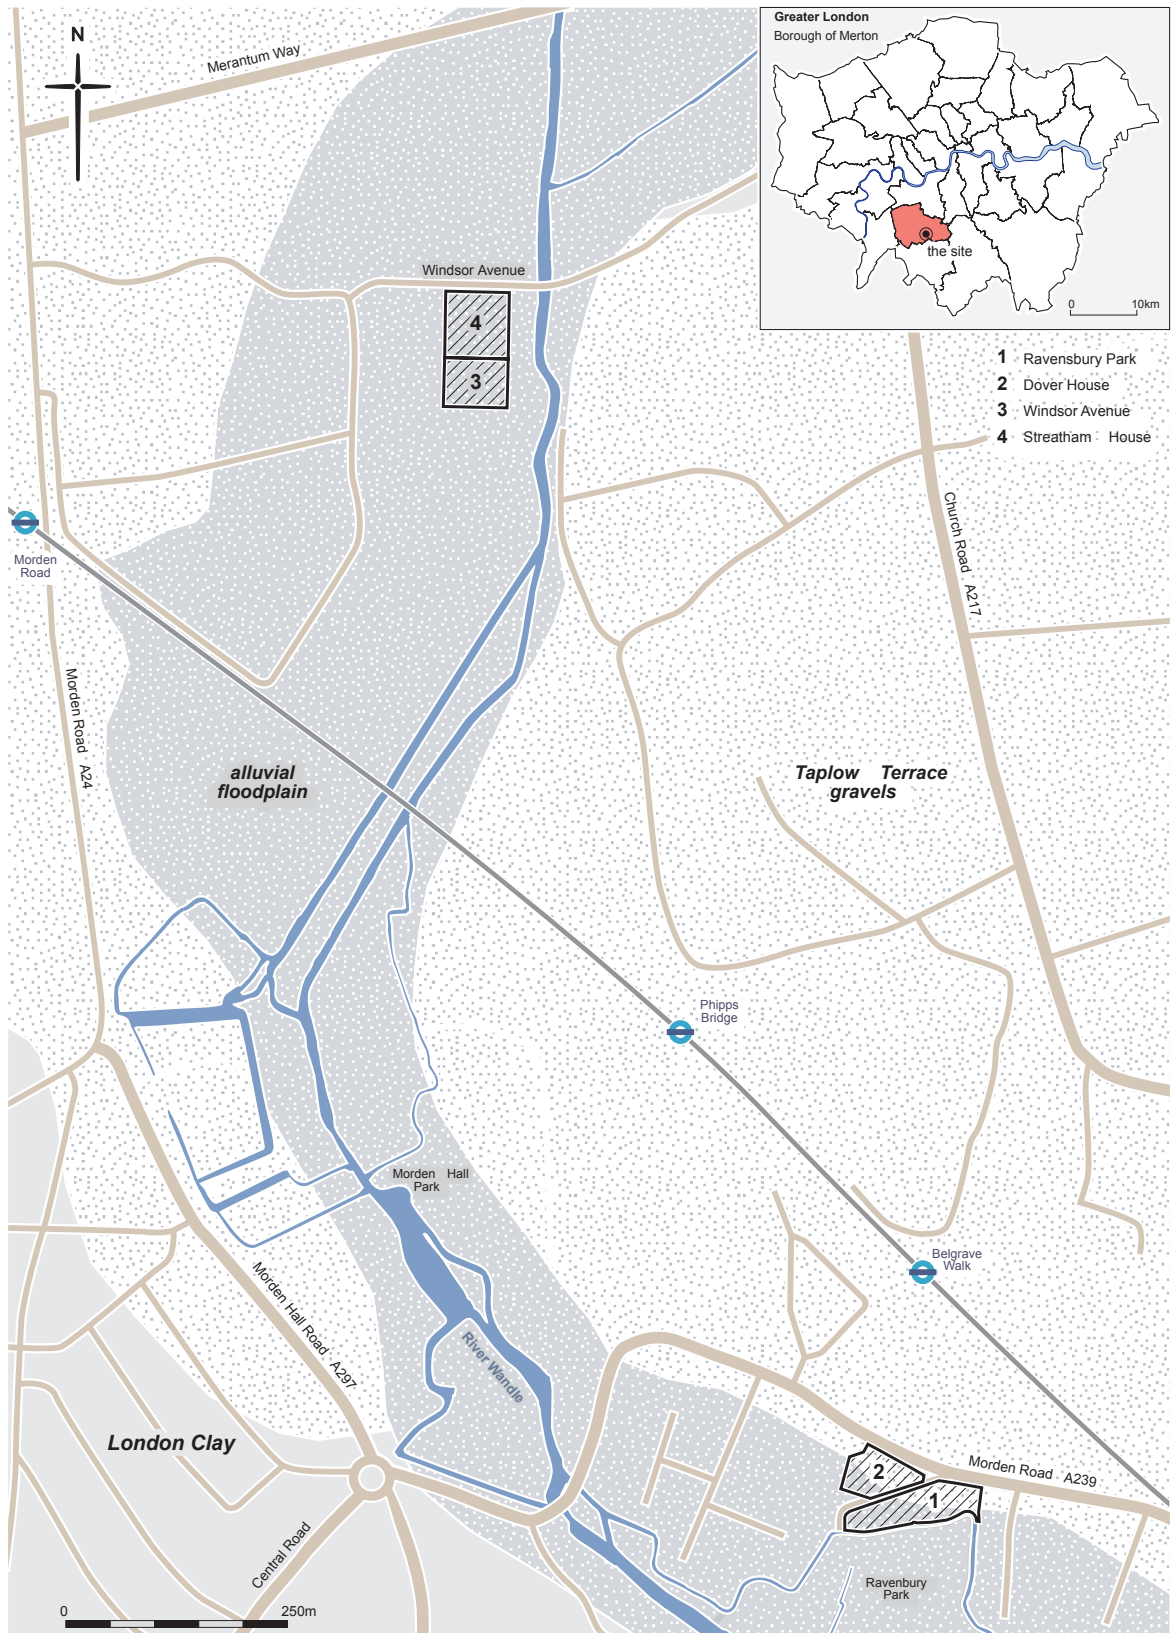 Greater London
Borough of Merton
the site
0 10km
N
Merantum Way
Windsor Avenue
4
3
1 Ravensbury Park
2 Dover House
3 Windsor Avenue
4 Streatham House
Church Road A217
Morden
Road
Morden Road A24
alluvial
floodplain
Taplow Terrace
gravels
Phipps
Bridge
Morden Hall
Park
Belgrave
Walk
Morden Hall Road A297
River Wandle
London Clay
2
1
Morden Road A239
Central Road
Ravenbury
Park
0 250m